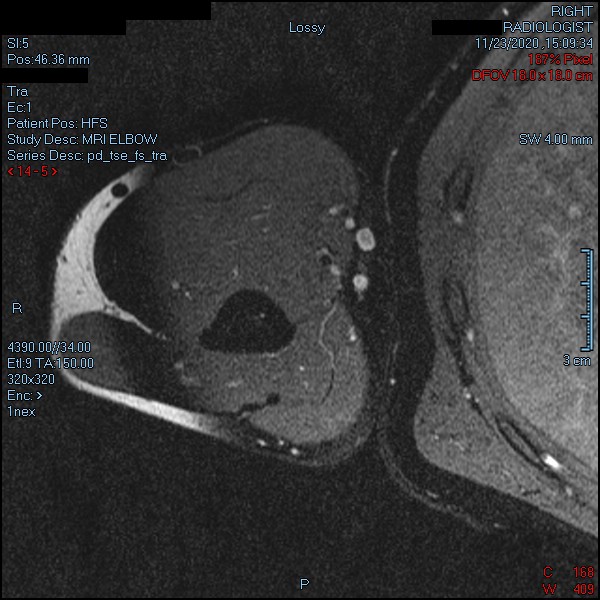 Lossy
RIGHT
RADIOLOGIST
SI:5
11/23/2020 ,15:09:34
Pos:46.36 mm
187% Pixel
DFOV 18.0 x 18.0 cm
Tra
Ec:1
Patient Pos: HFS
Study Desc: MRI ELBOW
SW 4.00 mm
Series Desc: pd_tse_fs_tra
< 14 - 5 >
R
4390.00//34.00
Etl:9 TA:150.00
3 cm
320x320
Enc: >
1nex
P
C 168
W 409